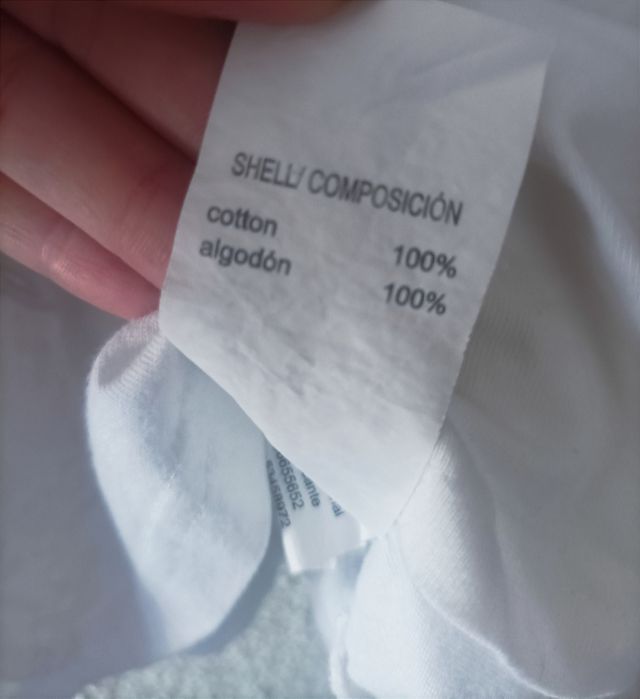 SHELL/ COMPOSICIÓN
cotton 100%
algodón 100%